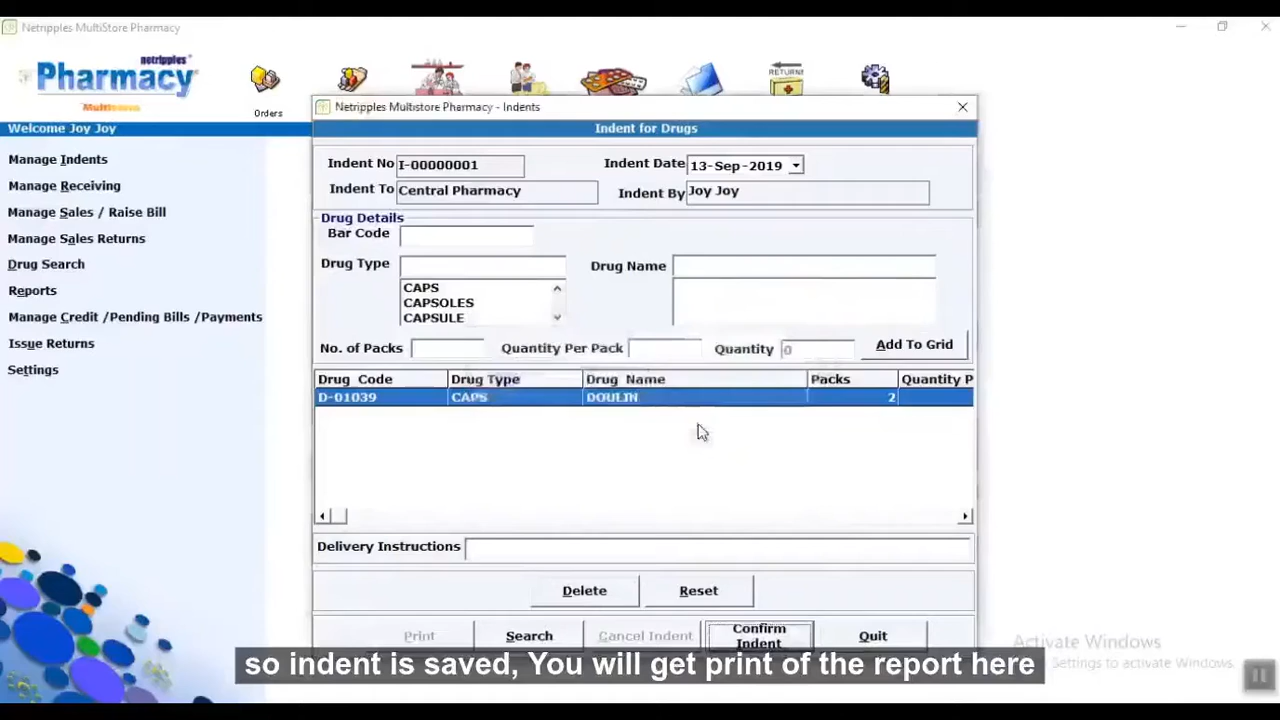 Netripples MultiStore Pharmacy
netripples
Pharmacy
Orders
RETURN!
Welcome Joy Joy
Manage Indents
Manage Receiving
Manage Sales / Raise Bill
Manage Sales Returns
Drug Search
Reports
Manage Credit /Pending Bills /Payments
Issue Returns
Settings
Netripples Multistore Pharmacy - Indents
Indent for Drugs
Indent No I-00000001 Indent Date 13-Sep-2019
Indent To Central Pharmacy Indent By Joy Joy
Drug Details
Bar Code
Drug Type Drug Name
CAPS
CAPSOLES
CAPSULE
No. of Packs Quantity Per Pack Quantity 0 Add To Grid
Drug Code Drug Type Drug Name Packs Quantity P
D-01039 CAPS DOULIN 2
Delivery Instructions
Delete Reset
Print Search Cancel Indent Confirm Indent Quit
Activate Windows
Settings to activate Windows.
so indent is saved, You will get print of the report here